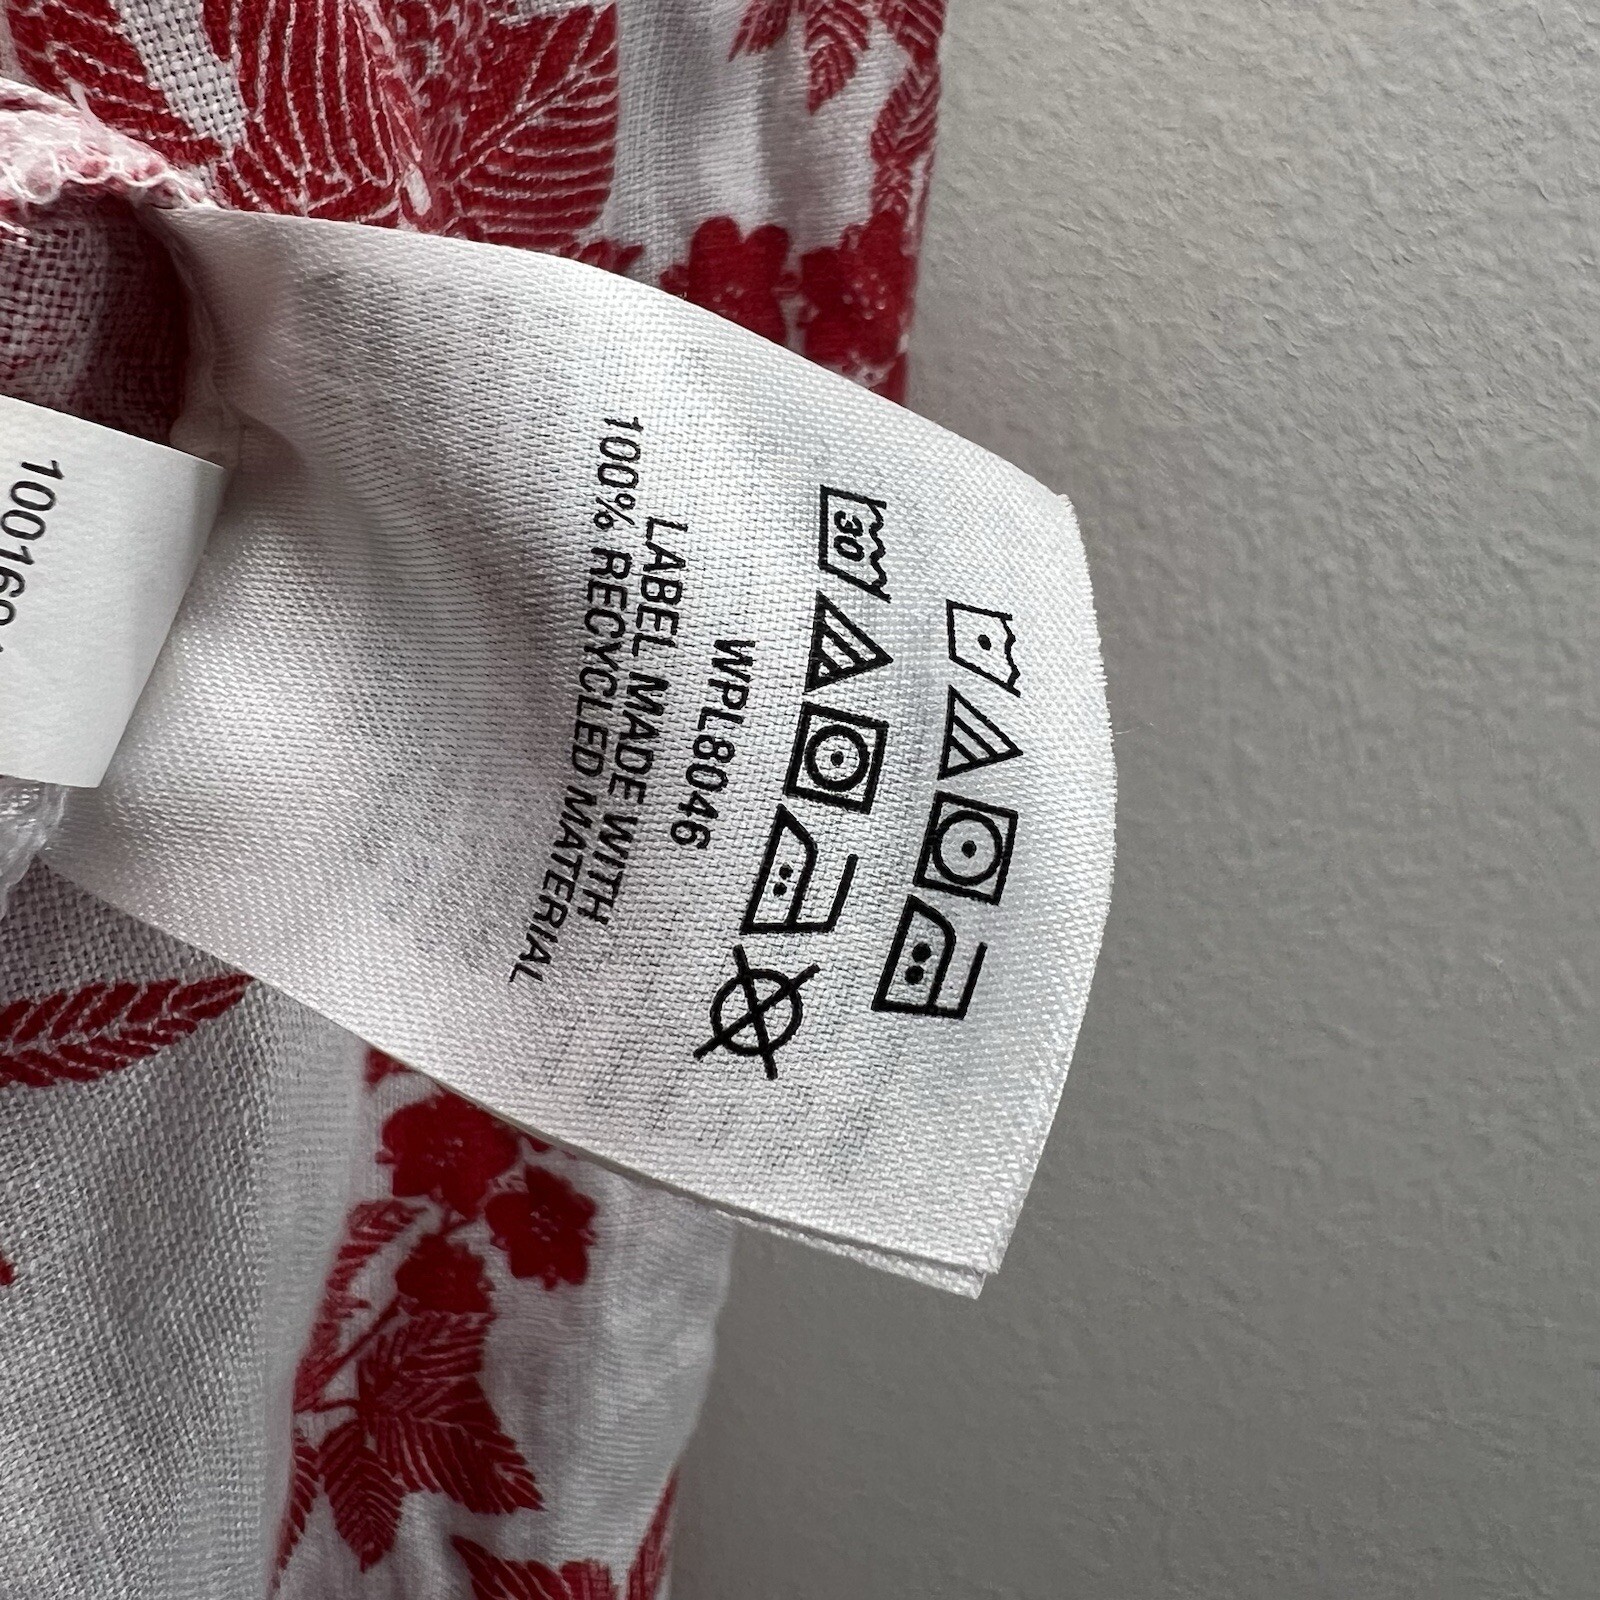 30
WPL8046
LABEL MADE WITH
100% RECYCLED MATERIAL